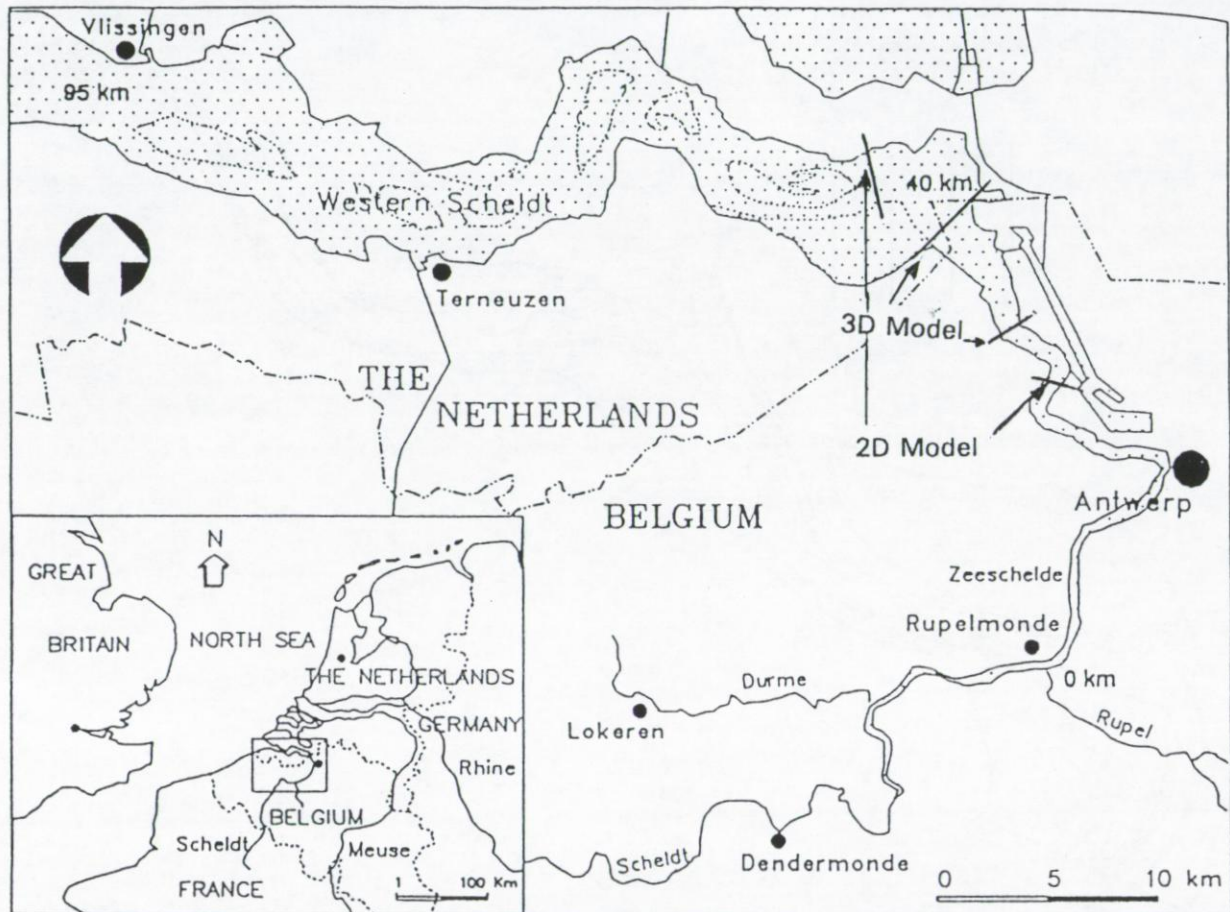 Vlissingen
95 km
Western Scheldt
40 km
Terneuzen
3D Model
THE
NETHERLANDS
2D Model
Antwerp
BELGIUM
Zeeschelde
Rupelmonde
0 km
Durme
Rupel
Lokeren
Scheldt
Dendermonde
0 5 10 km
N
GREAT
BRITAIN
NORTH SEA
THE NETHERLANDS
GERMANY
Rhine
BELGIUM
Scheldt
Meuse
FRANCE
1 100 Km